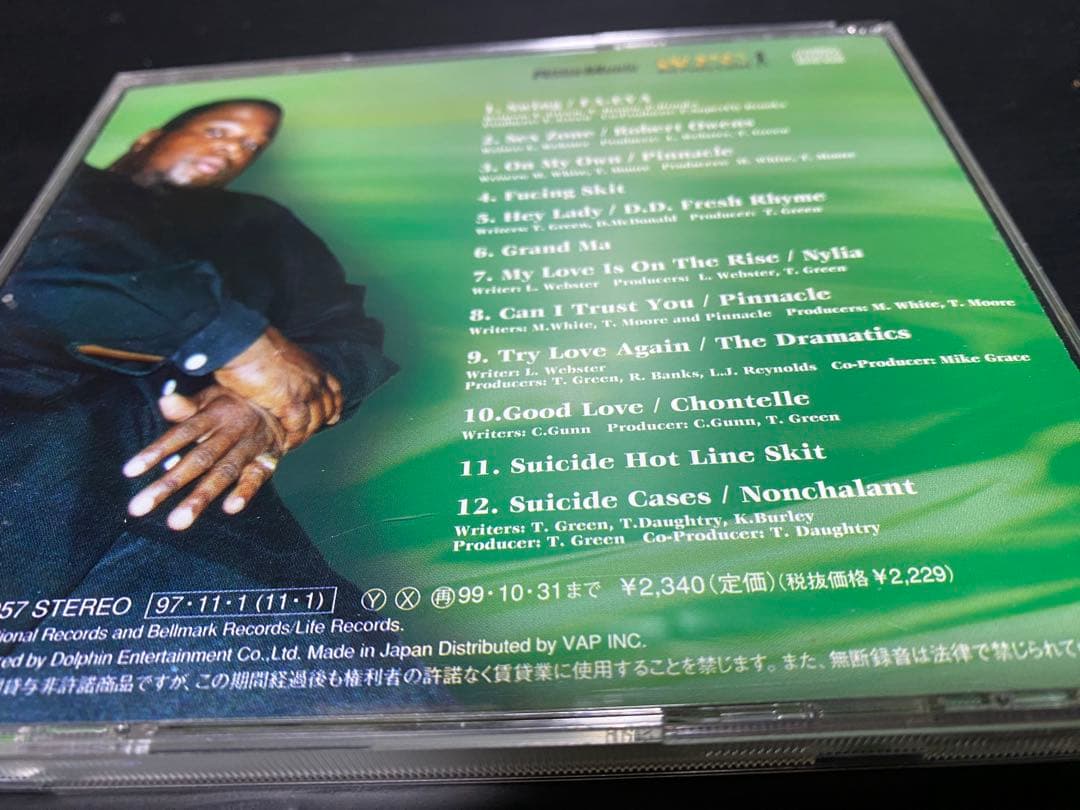 1. Swing /
2. Sex Zone / Robert Owens
3. On My Own / Pinnacle
Writers: W. White, T. Moore Producers: W. White, T. Moore
4. Fucing Skit
5. Hey Lady / D.D. Fresh Rhyme
Writers: T. Green, D.McDonald Producer: T. Green
6. Grand Ma
7. My Love Is On The Rise / Nylia
Writer: L. Webster Producers: L. Webster, T. Green
8. Can I Trust You / Pinnacle
Writers: M.White, T. Moore and Pinnacle Producers: M. White, T. Moore
9. Try Love Again / The Dramatics
Writer: L. Webster
Producers: T. Green, R. Banks, L.J. Reynolds Co-Producer: Mike Grace
10.Good Love / Chontelle
Writers: C.Gunn Producer: C.Gunn, T. Green
11. Suicide Hot Line Skit
12. Suicide Cases / Nonchalant
Writers: T. Green, T.Daughtry, K.Burley
Producer: T. Green Co-Producer: T. Daughtry
57 STEREO 97・11・1 (11・1) Ⓨ Ⓧ ㊢99・10・31まで ¥2,340(定価)(税抜価格¥2,229)
ional Records and Bellmark Records/Life Records.
ed by Dolphin Entertainment Co.,Ltd. Made in Japan Distributed by VAP INC.
貸与非許諾商品ですが、この期間経過後も権利者の許諾なく賃貸業に使用することを禁じます。また、無断録音は法律で禁じられて